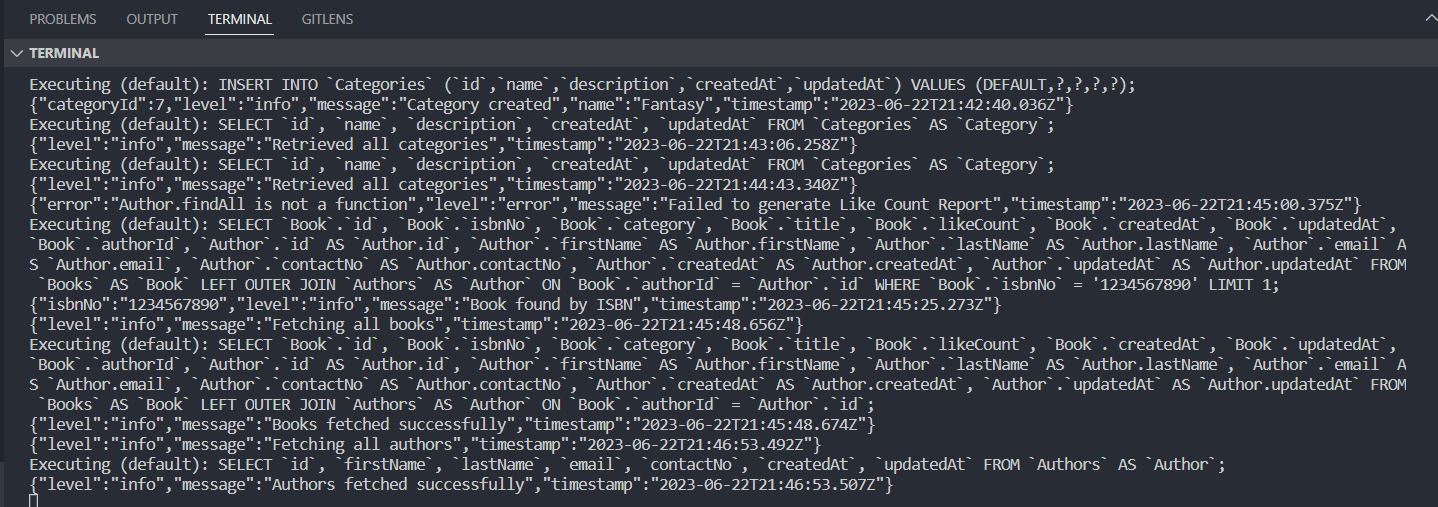 PROBLEMS OUTPUT TERMINAL GITLENS
TERMINAL
Executing (default): INSERT INTO `Categories` (`id`,`name`,`description`,`createdAt`,`updatedAt`) VALUES (DEFAULT,?,?,?,?);
{"categoryId":7,"level":"info","message":"Category created","name":"Fantasy","timestamp":"2023-06-22T21:42:40.036Z"}
Executing (default): SELECT `id`, `name`, `description`, `createdAt`, `updatedAt` FROM `Categories` AS `Category`;
{"level":"info","message":"Retrieved all categories","timestamp":"2023-06-22T21:43:06.258Z"}
Executing (default): SELECT `id`, `name`, `description`, `createdAt`, `updatedAt` FROM `Categories` AS `Category`;
{"level":"info","message":"Retrieved all categories","timestamp":"2023-06-22T21:44:43.340Z"}
{"error":"Author.findAll is not a function","level":"error","message":"Failed to generate Like Count Report","timestamp":"2023-06-22T21:45:00.375Z"}
Executing (default): SELECT `Book`.`id`, `Book`.`isbnNo`, `Book`.`category`, `Book`.`title`, `Book`.`likeCount`, `Book`.`createdAt`, `Book`.`updatedAt`,
`Book`.`authorId`, `Author`.`id` AS `Author.id`, `Author`.`firstName` AS `Author.firstName`, `Author`.`lastName` AS `Author.lastName`, `Author`.`email` A
S `Author.email`, `Author`.`contactNo` AS `Author.contactNo`, `Author`.`createdAt` AS `Author.createdAt`, `Author`.`updatedAt` AS `Author.updatedAt` FROM
`Books` AS `Book` LEFT OUTER JOIN `Authors` AS `Author` ON `Book`.`authorId` = `Author`.`id` WHERE `Book`.`isbnNo` = '1234567890' LIMIT 1;
{"isbnNo":"1234567890","level":"info","message":"Book found by ISBN","timestamp":"2023-06-22T21:45:25.273Z"}
{"level":"info","message":"Fetching all books","timestamp":"2023-06-22T21:45:48.656Z"}
Executing (default): SELECT `Book`.`id`, `Book`.`isbnNo`, `Book`.`category`, `Book`.`title`, `Book`.`likeCount`, `Book`.`createdAt`, `Book`.`updatedAt`,
`Book`.`authorId`, `Author`.`id` AS `Author.id`, `Author`.`firstName` AS `Author.firstName`, `Author`.`lastName` AS `Author.lastName`, `Author`.`email` A
S `Author.email`, `Author`.`contactNo` AS `Author.contactNo`, `Author`.`createdAt` AS `Author.createdAt`, `Author`.`updatedAt` AS `Author.updatedAt` FROM
`Books` AS `Book` LEFT OUTER JOIN `Authors` AS `Author` ON `Book`.`authorId` = `Author`.`id`;
{"level":"info","message":"Books fetched successfully","timestamp":"2023-06-22T21:45:48.674Z"}
{"level":"info","message":"Fetching all authors","timestamp":"2023-06-22T21:46:53.492Z"}
Executing (default): SELECT `id`, `firstName`, `lastName`, `email`, `contactNo`, `createdAt`, `updatedAt` FROM `Authors` AS `Author`;
{"level":"info","message":"Authors fetched successfully","timestamp":"2023-06-22T21:46:53.507Z"}